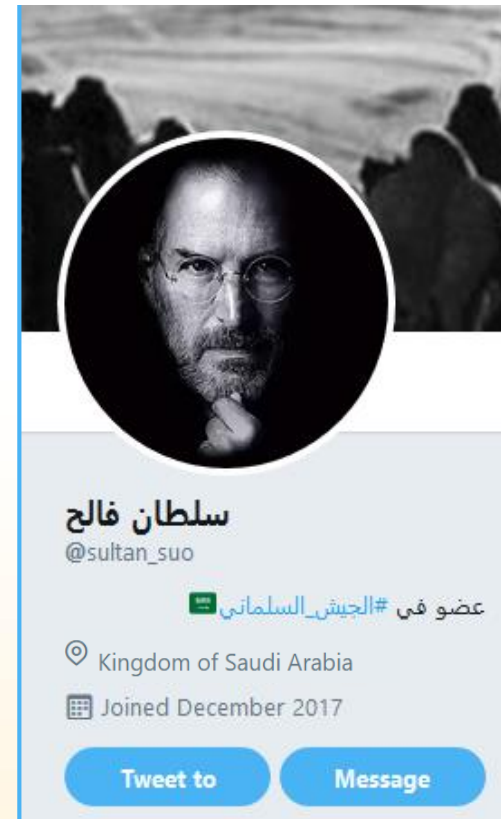 سلطان فالح
@sultan_suo
عضو في #الجيش_السلماني
Kingdom of Saudi Arabia
Joined December 2017
Tweet to
Message